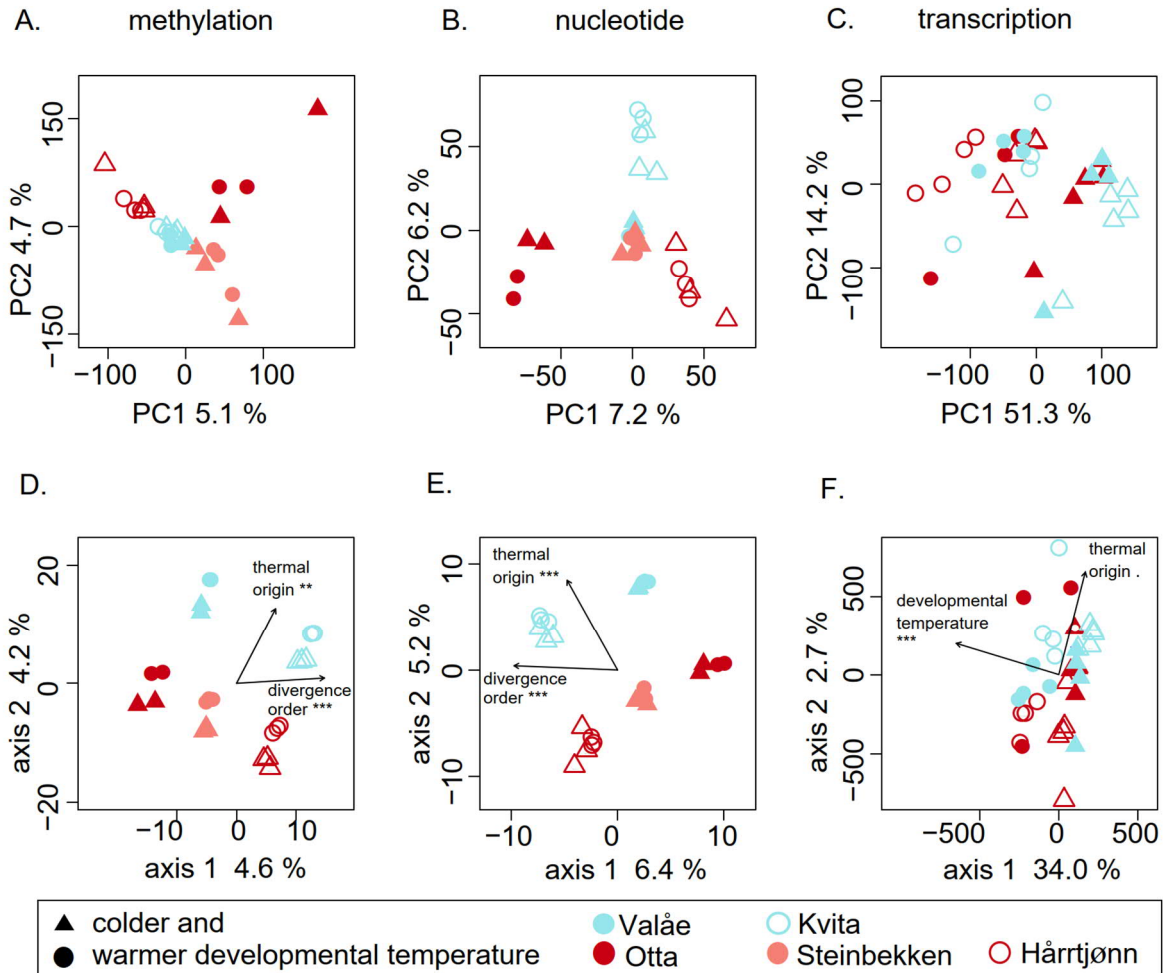 A. methylation
B. nucleotide
C. transcription
PC2 4.7 %
150
0
−150
−100 0 100
PC1 5.1 %
PC2 6.2 %
50
0
−50
−50 0 50
PC1 7.2 %
PC2 14.2 %
100
0
−100
−100 0 100
PC1 51.3 %
D.
axis 2 4.2 %
20
0
−20
thermal
origin **
divergence
order ***
−10 0 10
axis 1 4.6 %
E.
axis 2 5.2 %
10
0
−10
thermal
origin ***
divergence
order ***
−10 0 10
axis 1 6.4 %
F.
axis 2 2.7 %
500
0
−500
thermal
origin .
developmental
temperature
***
−500 0 500
axis 1 34.0 %
colder and
warmer developmental temperature
Valåe Kvita
Otta Steinbekken Hårrtjønn